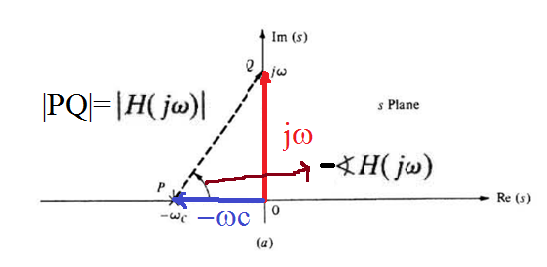 Im (s)
Q
jω
|PQ|=|H(jω)|
s Plane
jω
-∢H(jω)
P
-ωc
-ωc
0
Re (s)
(a)